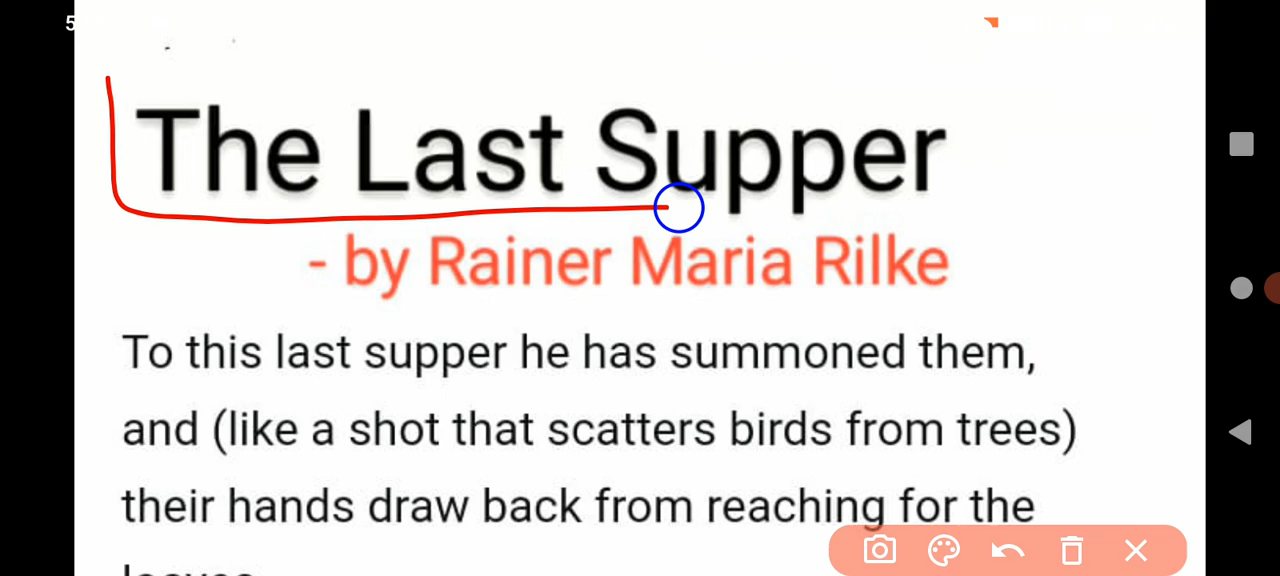 The Last Supper
- by Rainer Maria Rilke
To this last supper he has summoned them,
and (like a shot that scatters birds from trees)
their hands draw back from reaching for the